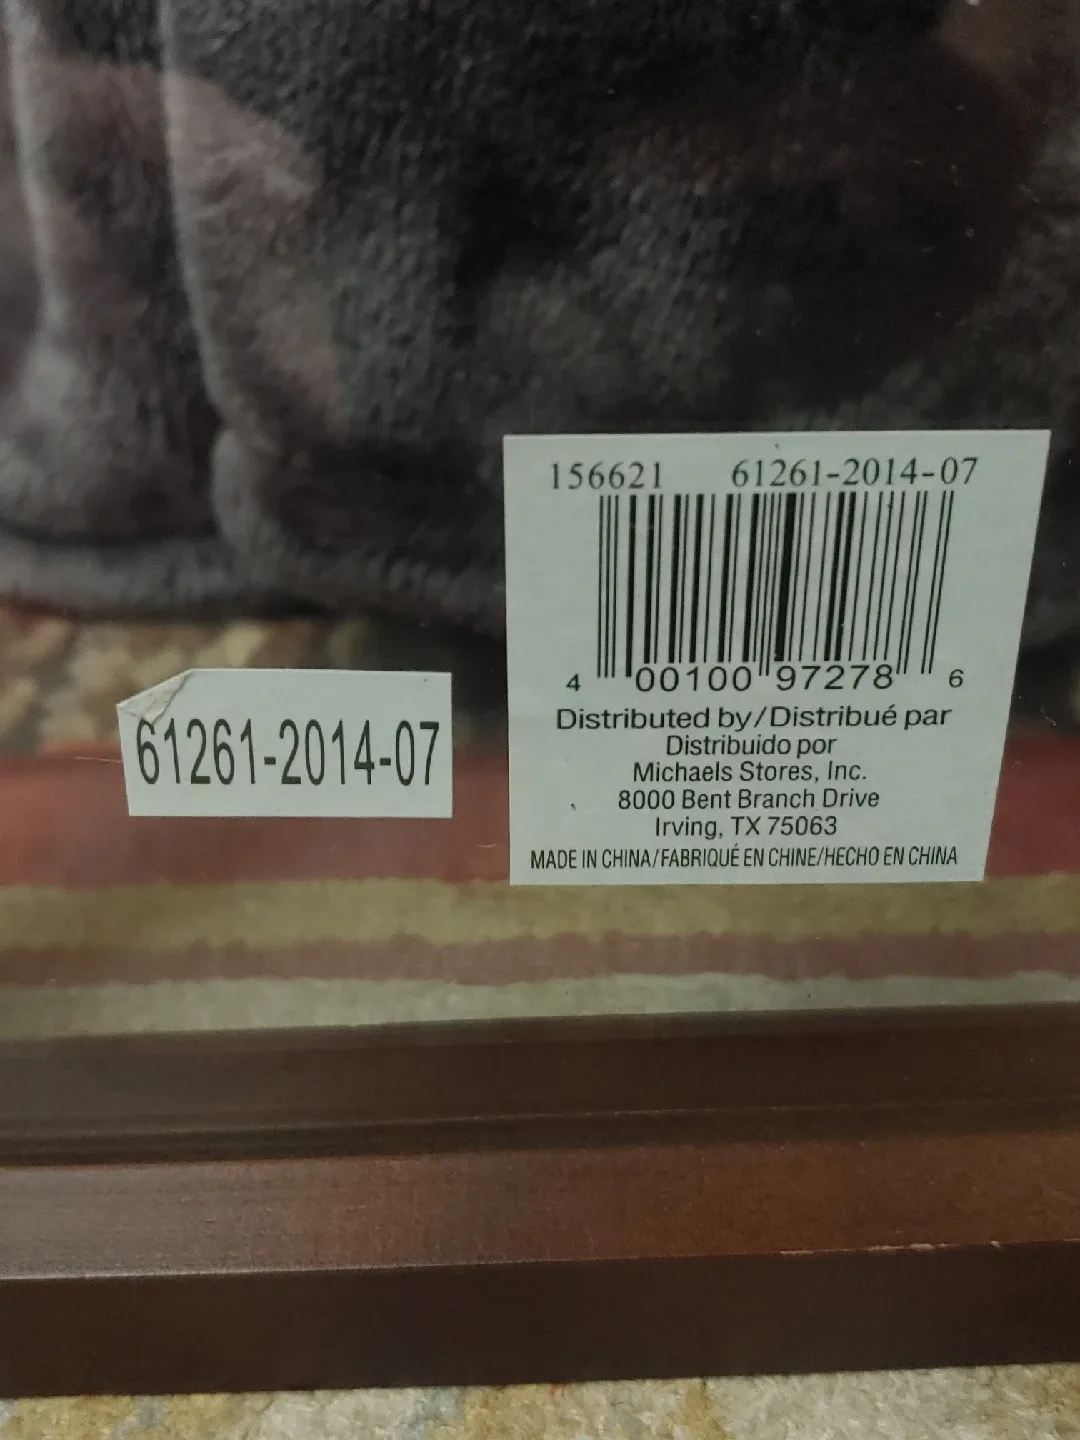 156621 61261-2014-07
4 00100 97278 6
Distributed by/Distribué par
Distribuido por
Michaels Stores, Inc.
8000 Bent Branch Drive
Irving, TX 75063
MADE IN CHINA/FABRIQUÉ EN CHINE/HECHO EN CHINA
61261-2014-07